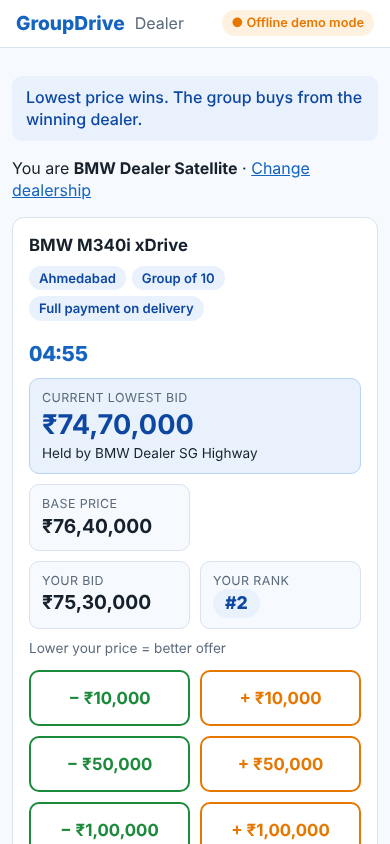 GroupDrive Dealer
Offline demo mode
Lowest price wins. The group buys from the
winning dealer.
You are BMW Dealer Satellite · Change
dealership
BMW M340i xDrive
Ahmedabad
Group of 10
Full payment on delivery
04:55
CURRENT LOWEST BID
₹74,70,000
Held by BMW Dealer SG Highway
BASE PRICE
₹76,40,000
YOUR BID
₹75,30,000
YOUR RANK
#2
Lower your price = better offer
− ₹10,000
+ ₹10,000
− ₹50,000
+ ₹50,000
− ₹1,00,000
+ ₹1,00,000